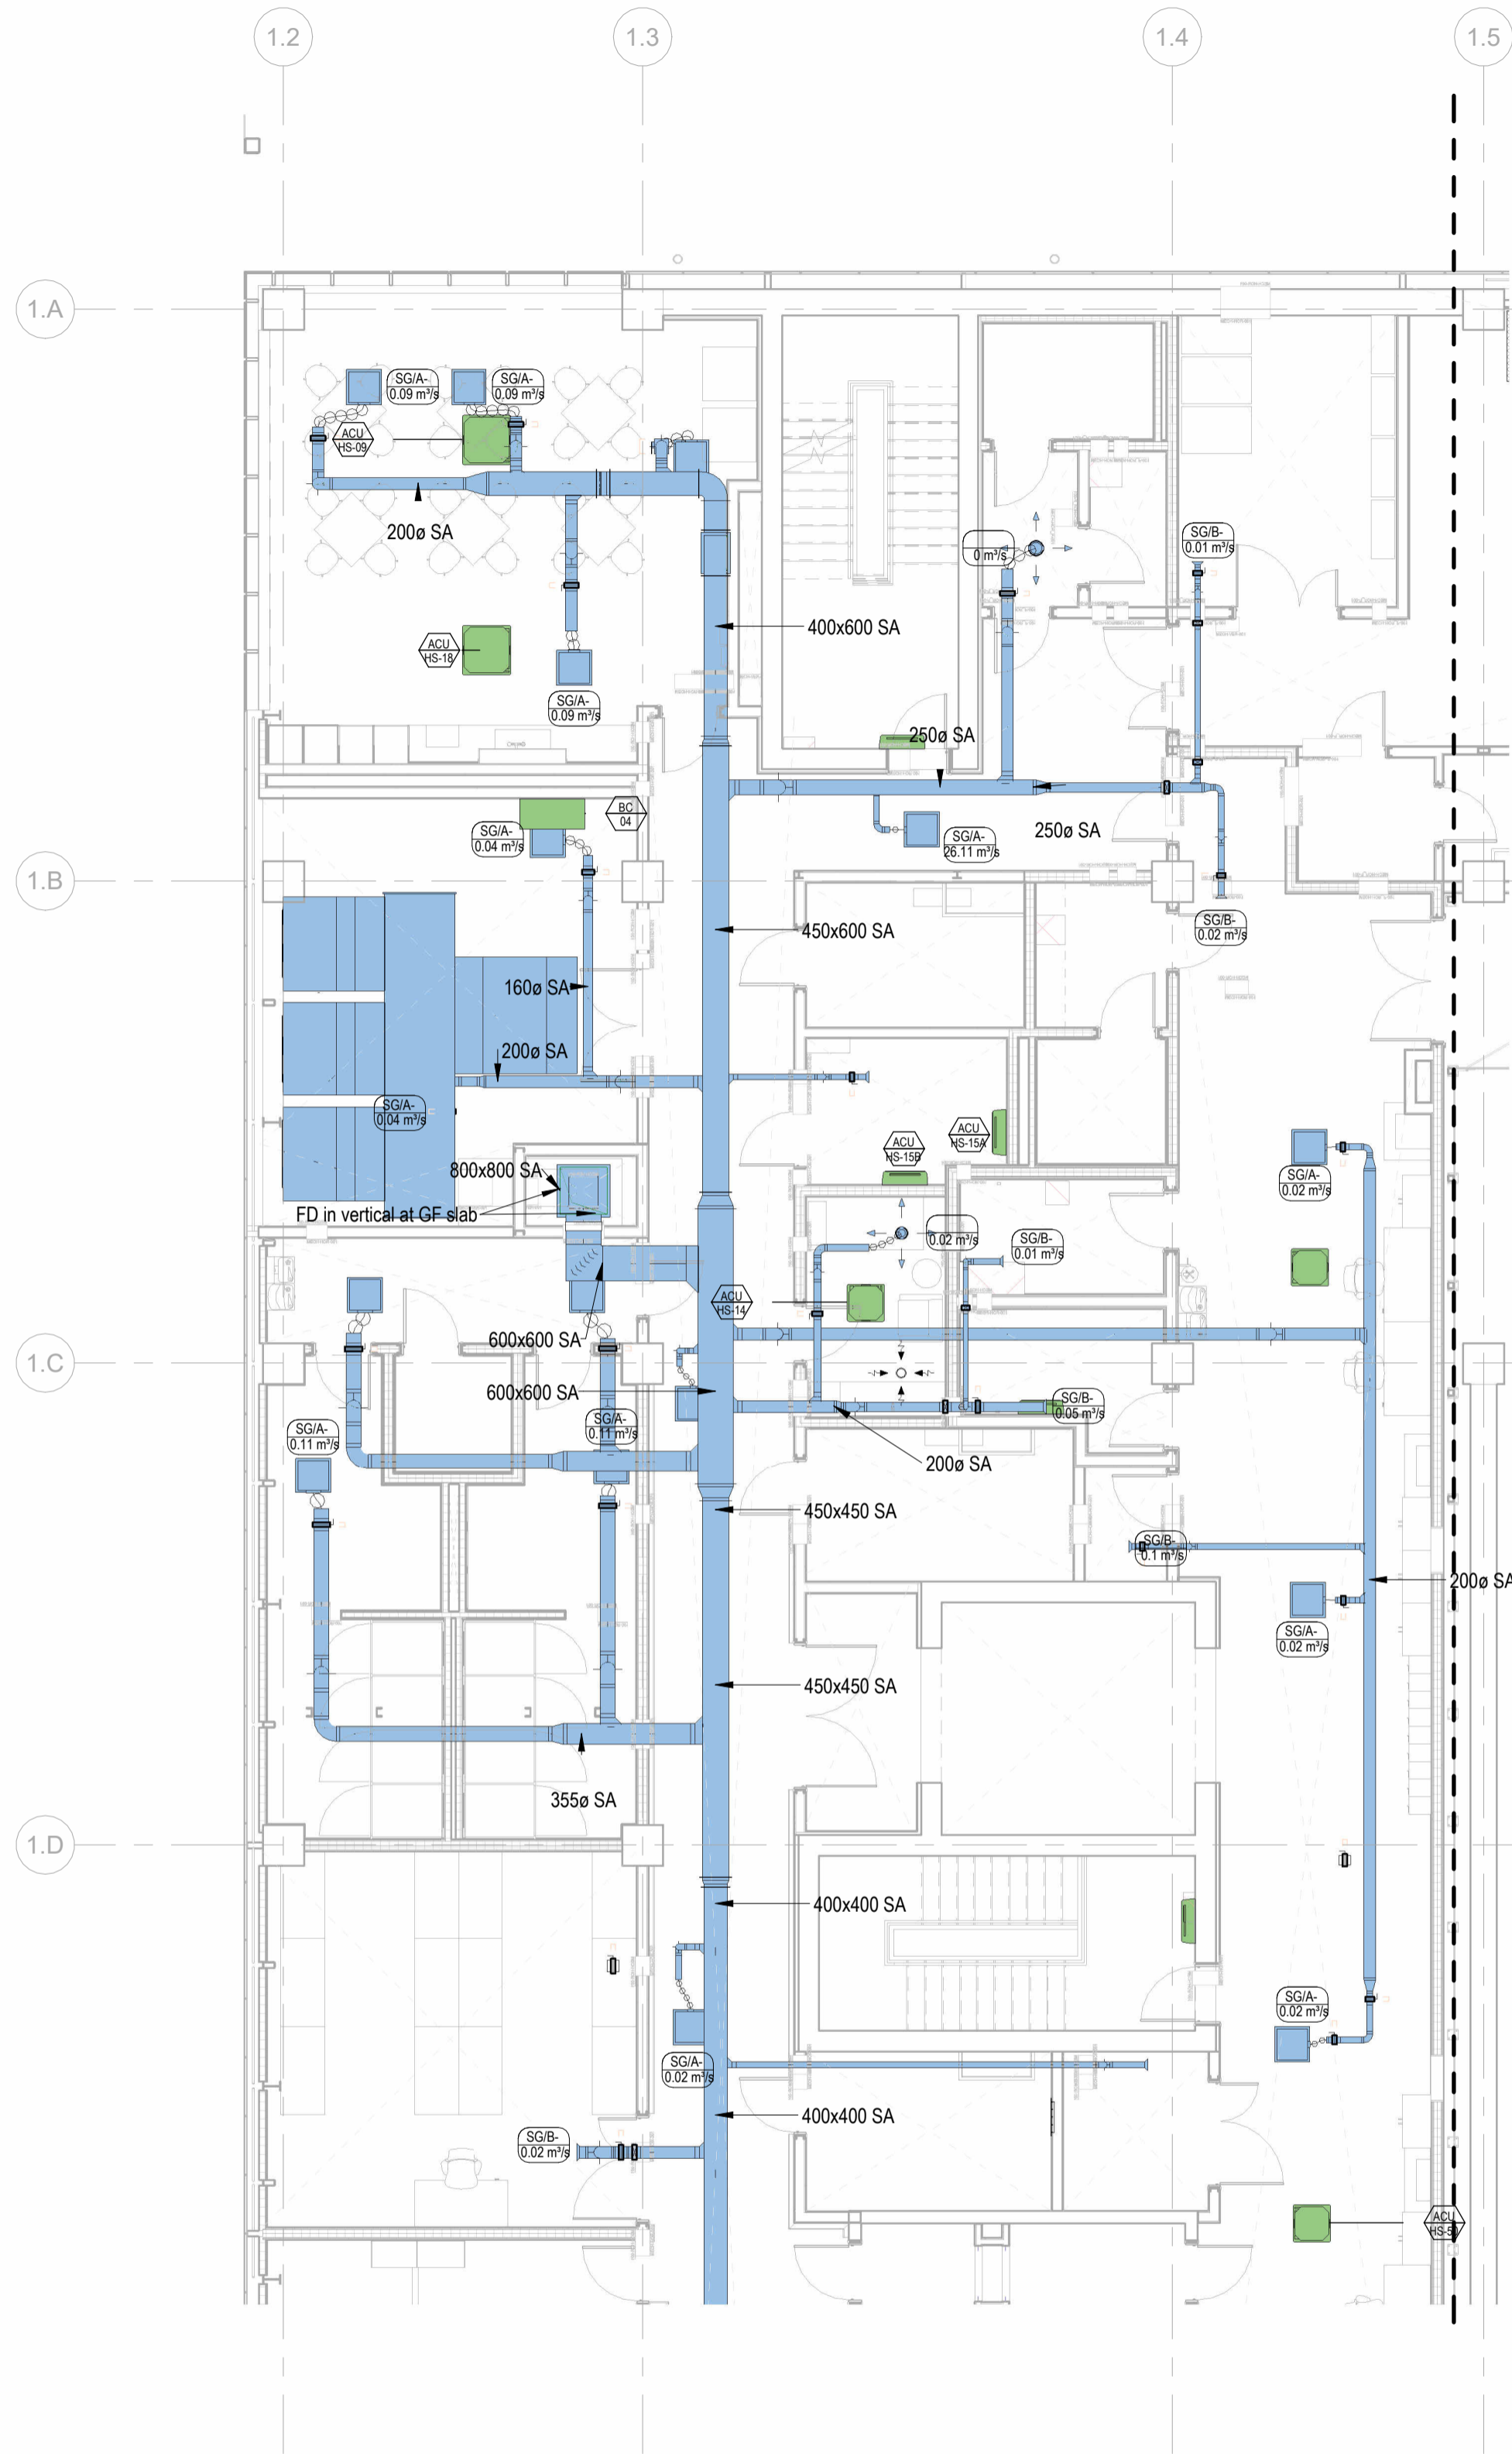 1.2
1.3
1.4
1.5
1.A
SG/A-
0.09 m³/s
SG/A-
0.09 m³/s
ACU
HS-09
200ø SA
SG/B-
0.01 m³/s
0 m³/s
400x600 SA
ACU
HS-18
SG/A-
0.09 m³/s
250ø SA
BC
04
SG/A-
0.04 m³/s
250ø SA
SG/A-
26.11 m³/s
1.B
450x600 SA
SG/B-
0.02 m³/s
160ø SA
200ø SA
SG/A-
0.04 m³/s
ACU
HS-15A
ACU
HS-15B
800x800 SA
SG/A-
0.02 m³/s
FD in vertical at GF slab
0.02 m³/s
SG/B-
0.01 m³/s
ACU
HS-14
600x600 SA
1.C
600x600 SA
SG/B-
0.05 m³/s
SG/A-
0.11 m³/s
SG/A-
0.11 m³/s
200ø SA
450x450 SA
SG/B-
0.1 m³/s
200ø SA
SG/A-
0.02 m³/s
450x450 SA
355ø SA
1.D
400x400 SA
SG/A-
0.02 m³/s
SG/A-
0.02 m³/s
400x400 SA
SG/B-
0.02 m³/s
ACU
HS-50